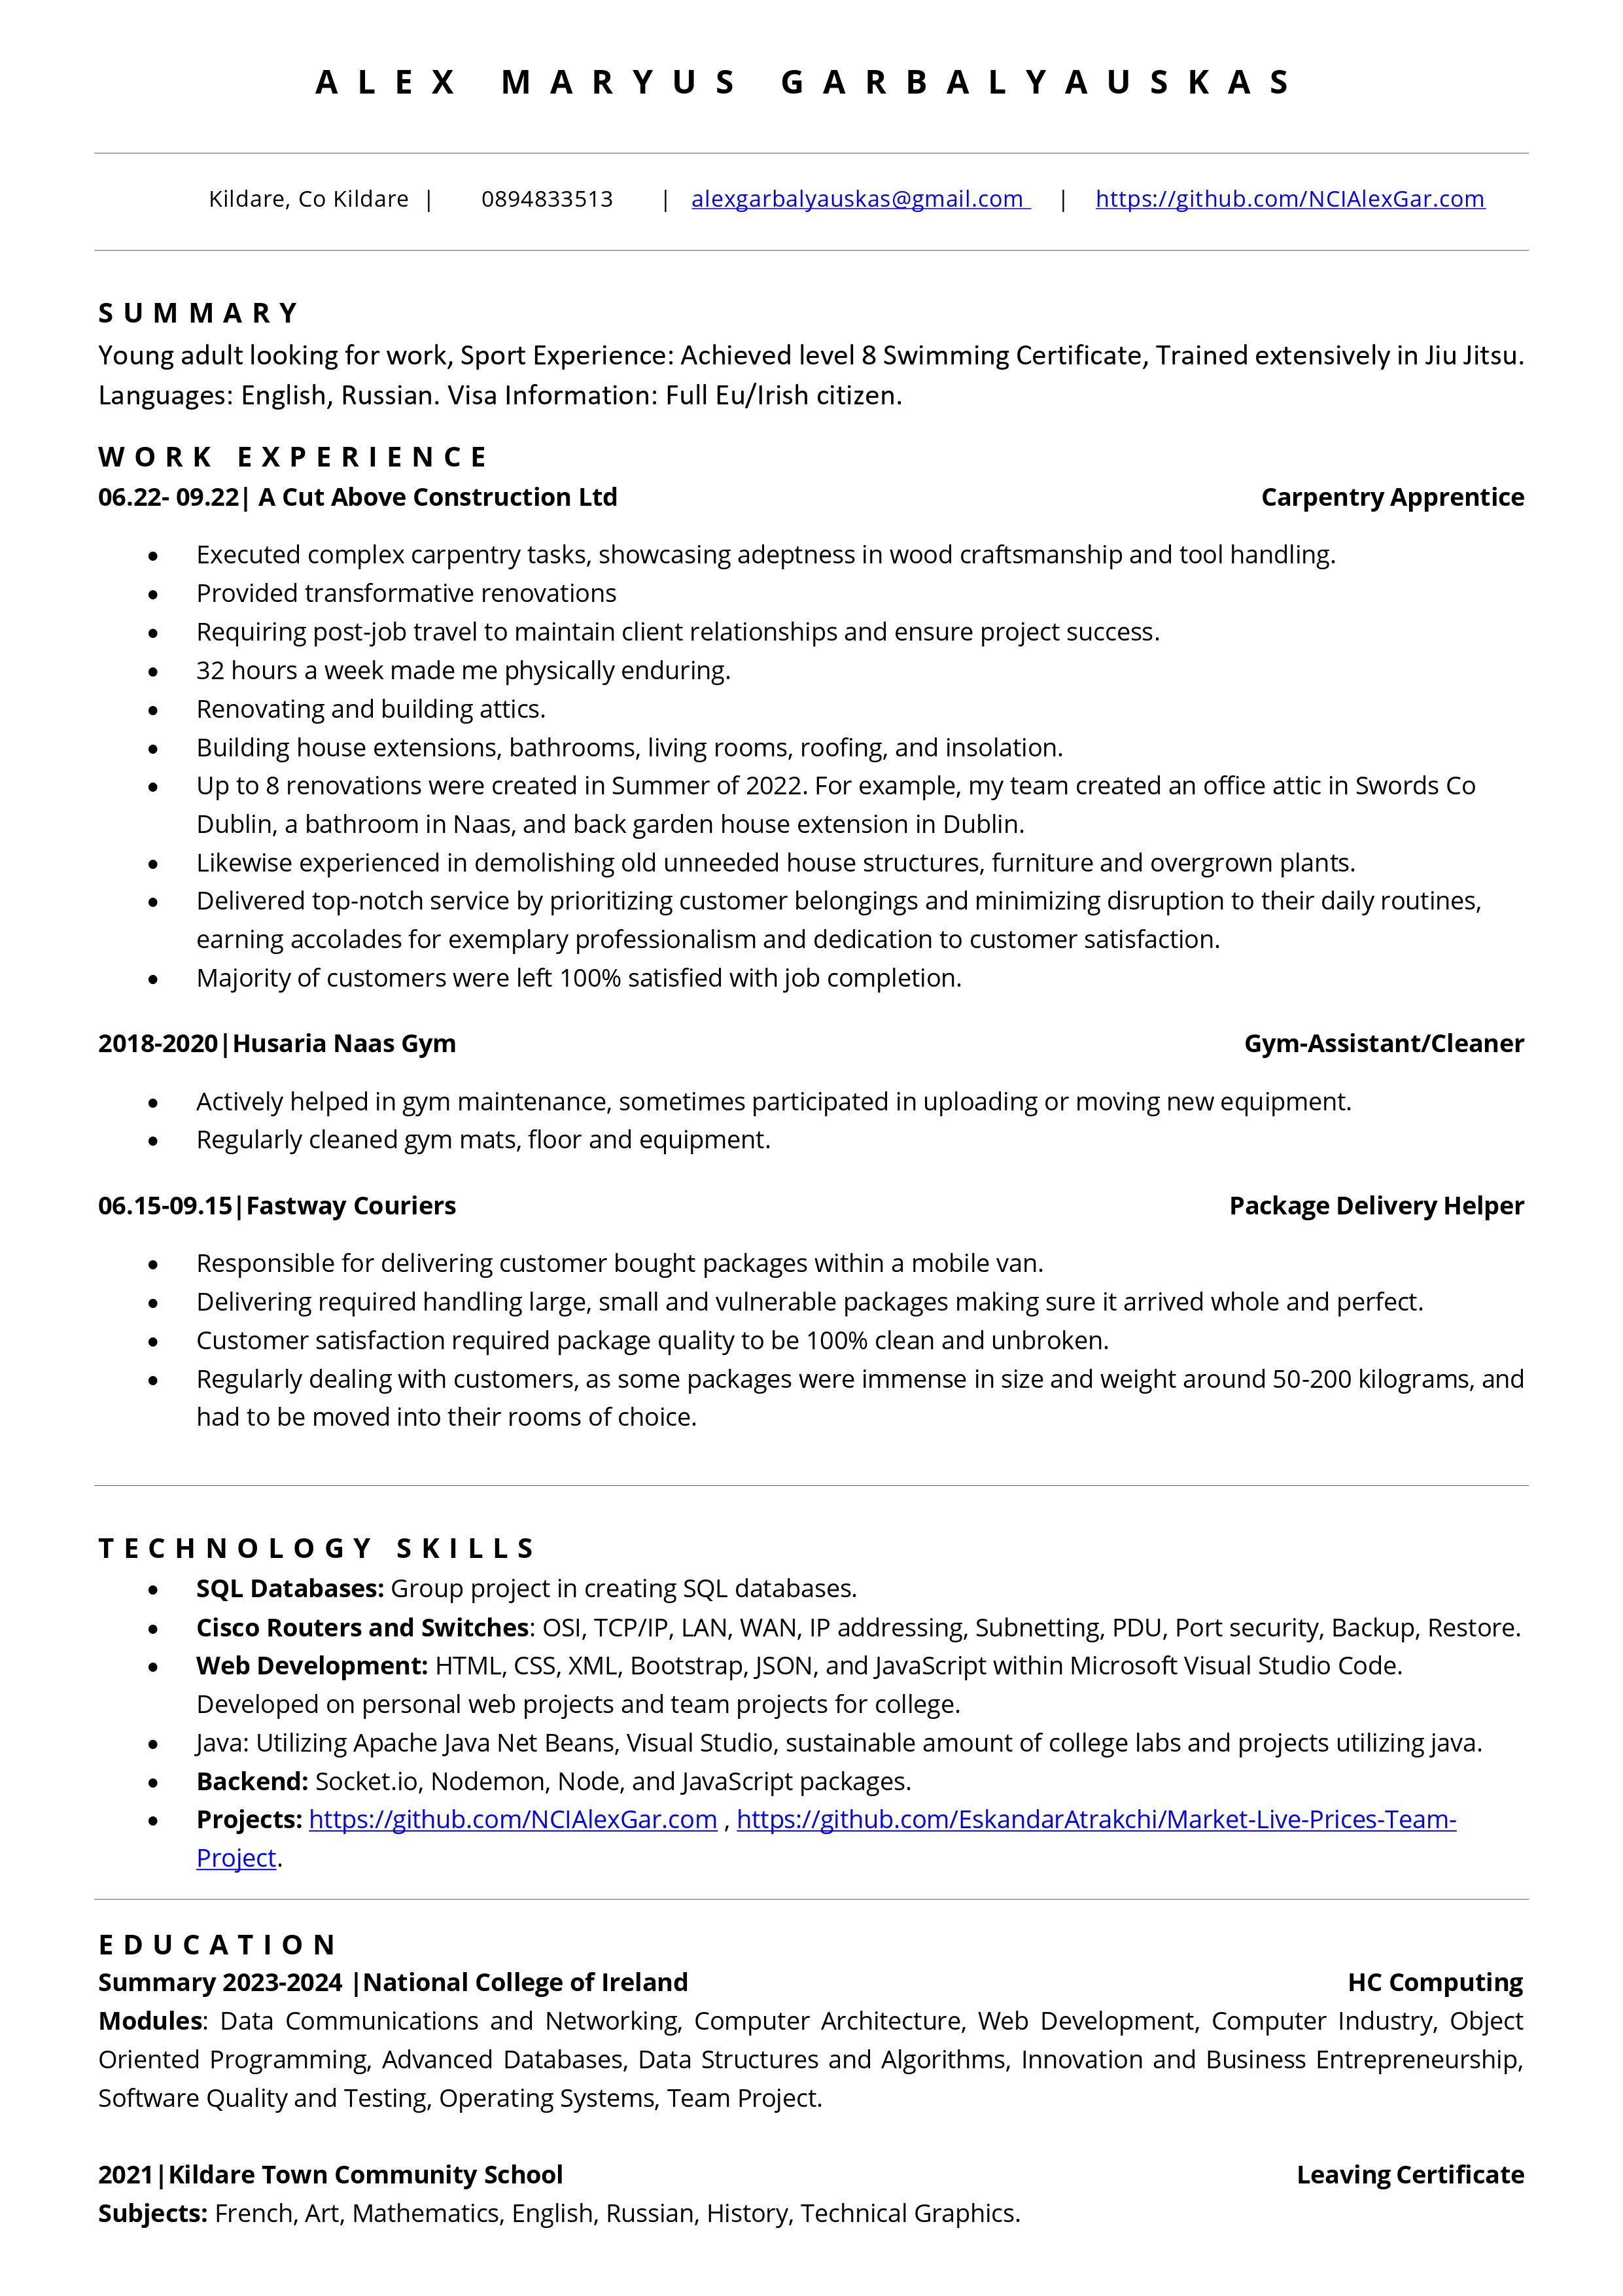 ALEX MARYUS GARBALYAUSKAS
Kildare, Co Kildare | 0894833513 | alexgarbalyauskas@gmail.com | https://github.com/NCIAlexGar.com
SUMMARY
Young adult looking for work, Sport Experience: Achieved level 8 Swimming Certificate, Trained extensively in Jiu Jitsu.
Languages: English, Russian. Visa Information: Full Eu/Irish citizen.
WORK EXPERIENCE
06.22- 09.22| A Cut Above Construction Ltd Carpentry Apprentice
• Executed complex carpentry tasks, showcasing adeptness in wood craftsmanship and tool handling.
• Provided transformative renovations
• Requiring post-job travel to maintain client relationships and ensure project success.
• 32 hours a week made me physically enduring.
• Renovating and building attics.
• Building house extensions, bathrooms, living rooms, roofing, and insolation.
• Up to 8 renovations were created in Summer of 2022. For example, my team created an office attic in Swords Co
Dublin, a bathroom in Naas, and back garden house extension in Dublin.
• Likewise experienced in demolishing old unneeded house structures, furniture and overgrown plants.
• Delivered top-notch service by prioritizing customer belongings and minimizing disruption to their daily routines,
earning accolades for exemplary professionalism and dedication to customer satisfaction.
• Majority of customers were left 100% satisfied with job completion.
2018-2020|Husaria Naas Gym Gym-Assistant/Cleaner
• Actively helped in gym maintenance, sometimes participated in uploading or moving new equipment.
• Regularly cleaned gym mats, floor and equipment.
06.15-09.15|Fastway Couriers Package Delivery Helper
• Responsible for delivering customer bought packages within a mobile van.
• Delivering required handling large, small and vulnerable packages making sure it arrived whole and perfect.
• Customer satisfaction required package quality to be 100% clean and unbroken.
• Regularly dealing with customers, as some packages were immense in size and weight around 50-200 kilograms, and
had to be moved into their rooms of choice.
TECHNOLOGY SKILLS
• SQL Databases: Group project in creating SQL databases.
• Cisco Routers and Switches: OSI, TCP/IP, LAN, WAN, IP addressing, Subnetting, PDU, Port security, Backup, Restore.
• Web Development: HTML, CSS, XML, Bootstrap, JSON, and JavaScript within Microsoft Visual Studio Code.
Developed on personal web projects and team projects for college.
• Java: Utilizing Apache Java Net Beans, Visual Studio, sustainable amount of college labs and projects utilizing java.
• Backend: Socket.io, Nodemon, Node, and JavaScript packages.
• Projects: https://github.com/NCIAlexGar.com , https://github.com/EskandarAtrakchi/Market-Live-Prices-Team-
Project.
EDUCATION
Summary 2023-2024 |National College of Ireland HC Computing
Modules: Data Communications and Networking, Computer Architecture, Web Development, Computer Industry, Object
Oriented Programming, Advanced Databases, Data Structures and Algorithms, Innovation and Business Entrepreneurship,
Software Quality and Testing, Operating Systems, Team Project.
2021|Kildare Town Community School Leaving Certificate
Subjects: French, Art, Mathematics, English, Russian, History, Technical Graphics.